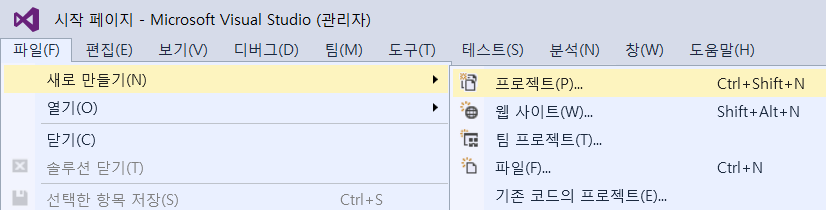 시작 페이지 - Microsoft Visual Studio (관리자)
파일(F) 편집(E) 보기(V) 디버그(D) 팀(M) 도구(T) 테스트(S) 분석(N) 창(W) 도움말(H)
새로 만들기(N)
열기(O)
닫기(C)
솔루션 닫기(T)
선택한 항목 저장(S) Ctrl+S
프로젝트(P)... Ctrl+Shift+N
웹 사이트(W)... Shift+Alt+N
팀 프로젝트(T)...
파일(F)... Ctrl+N
기존 코드의 프로젝트(E)...